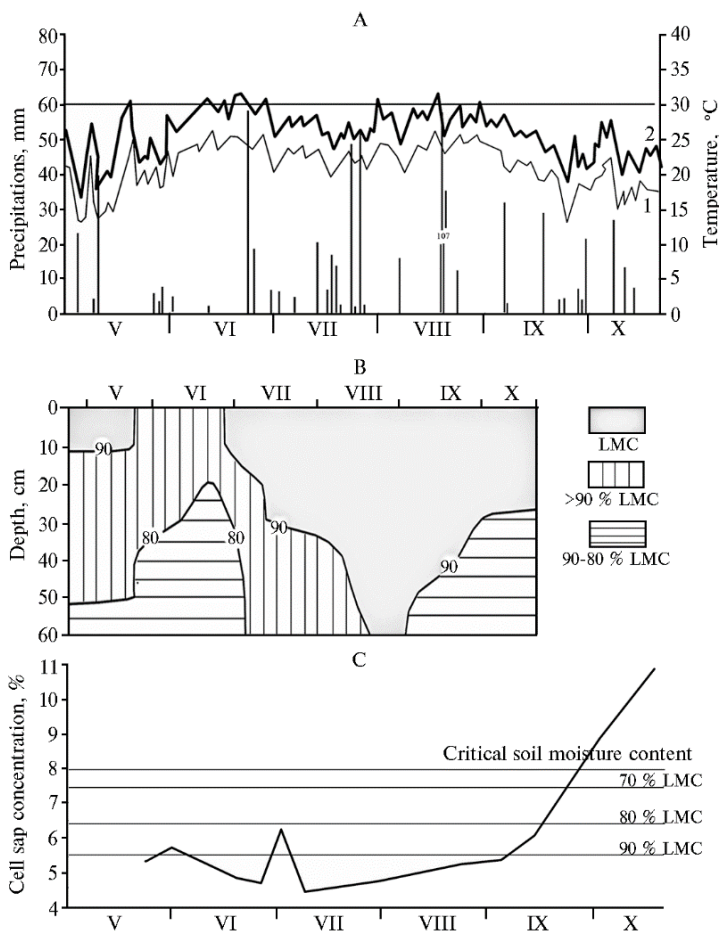 A
80
70
60
50
40
30
20
10
0
Precipitations, mm
40
35
30
25
20
15
10
5
0
Temperature, °C
2
1
107
V VI VII VIII IX X
B
V VI VII VIII IX X
0
10
20
30
40
50
60
Depth, cm
90
80
80
90
90
LMC
>90 % LMC
90-80 % LMC
C
11
10
9
8
7
6
5
4
Cell sap concentration, %
Critical soil moisture content
70 % LMC
80 % LMC
90 % LMC
V VI VII VIII IX X